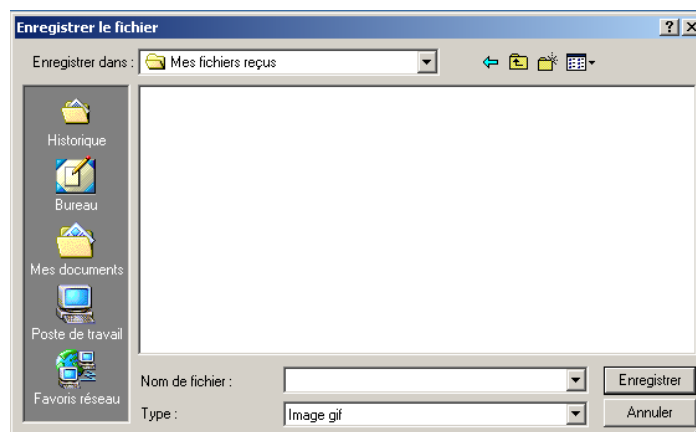 Enregistrer le fichier
Enregistrer dans :
Mes fichiers reçus
Historique
Bureau
Mes documents
Poste de travail
Favoris réseau
Nom de fichier :
Enregistrer
Type :
Image gif
Annuler